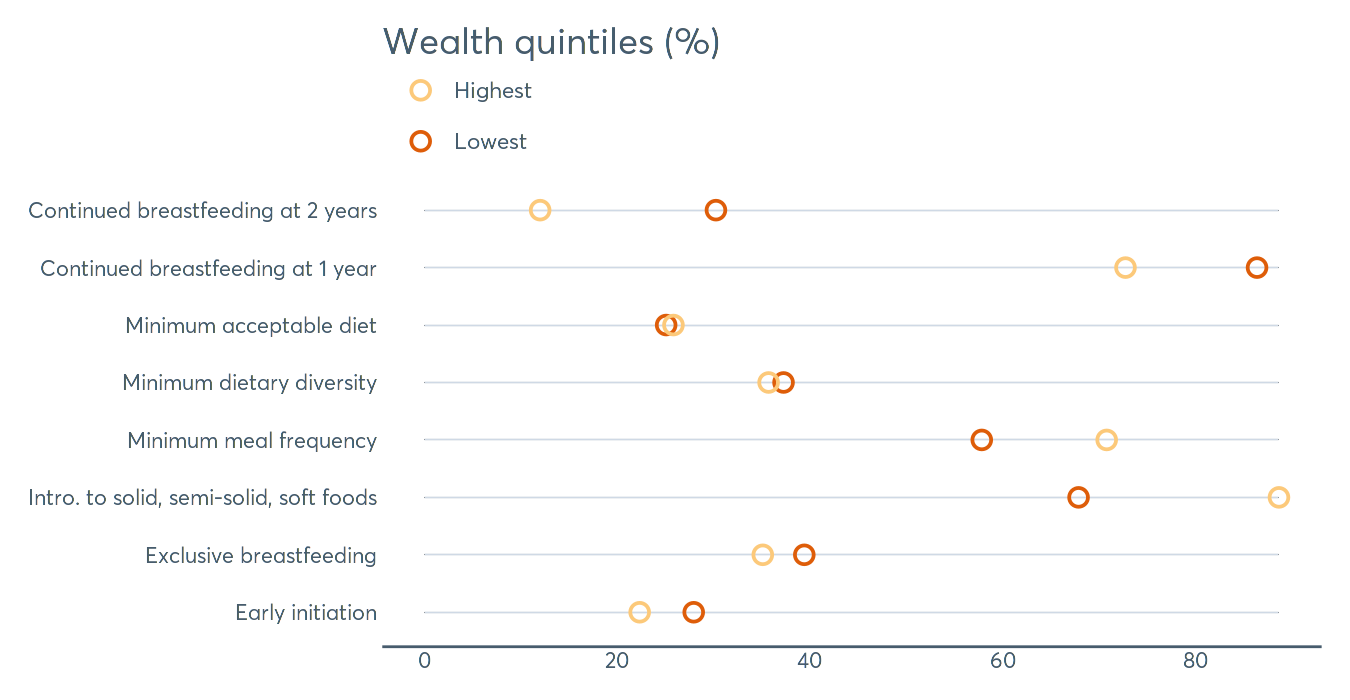 Wealth quintiles (%)
Highest
Lowest
Continued breastfeeding at 2 years
Continued breastfeeding at 1 year
Minimum acceptable diet
Minimum dietary diversity
Minimum meal frequency
Intro. to solid, semi-solid, soft foods
Exclusive breastfeeding
Early initiation
0 20 40 60 80